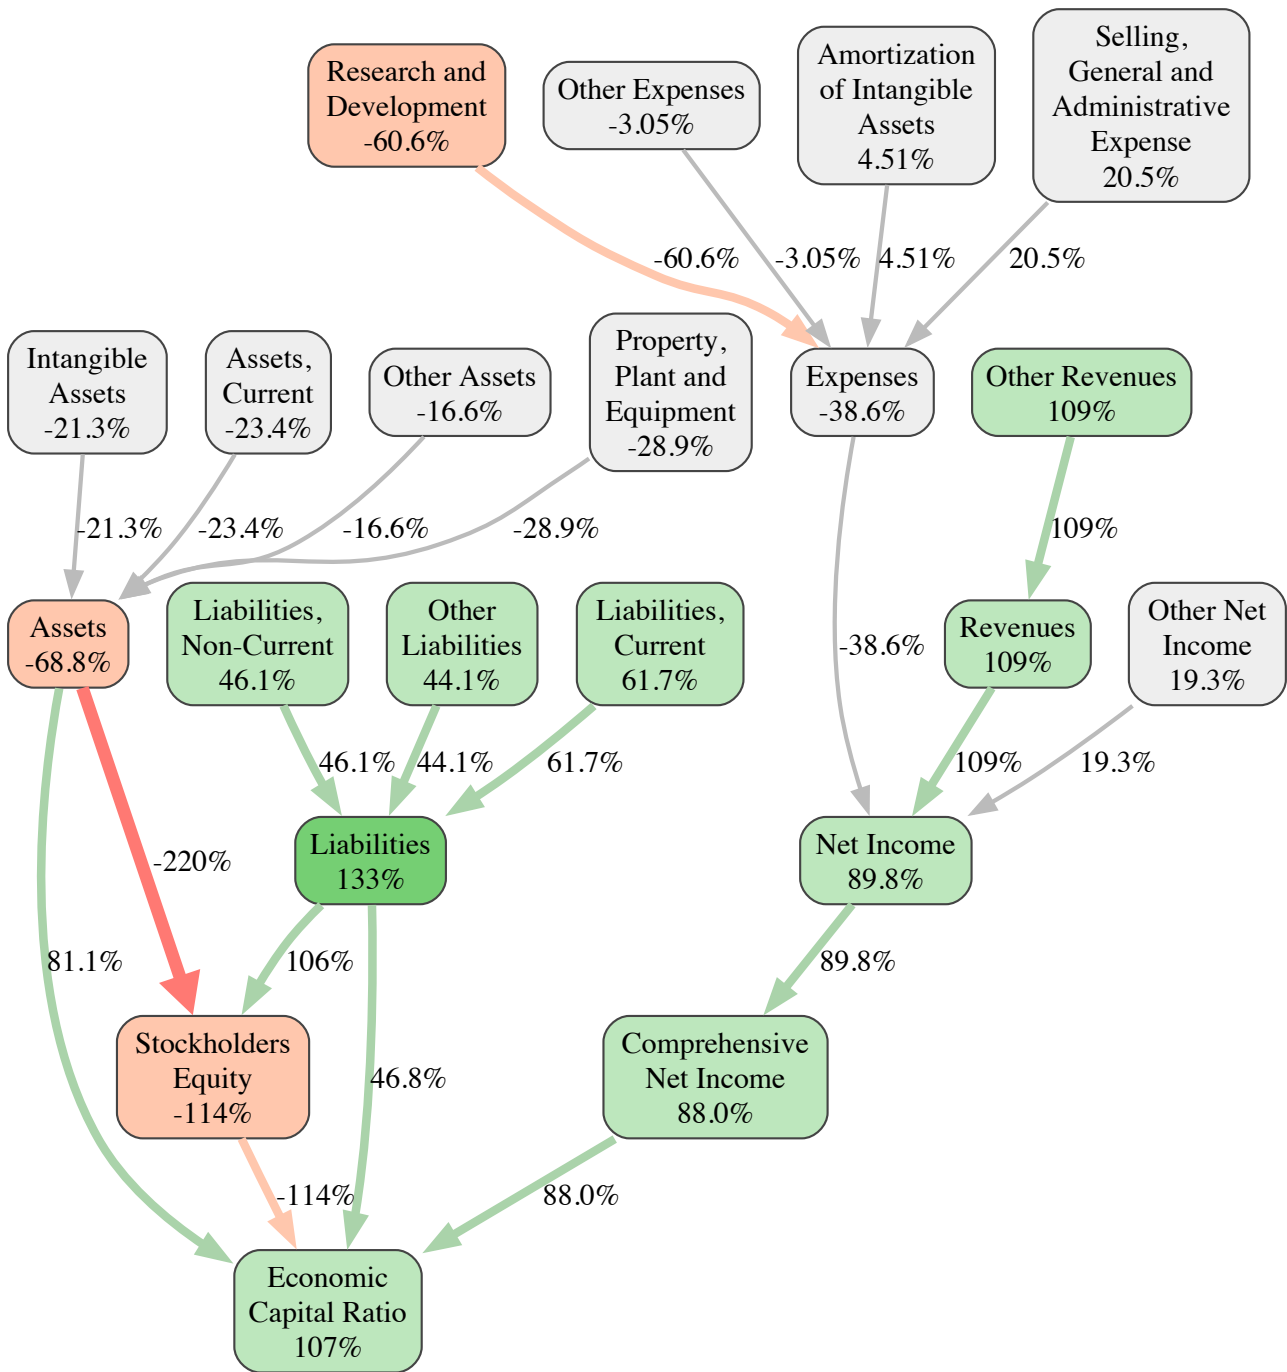 Research and
Development
-60.6%
Other Expenses
-3.05%
Amortization
of Intangible
Assets
4.51%
Selling,
General and
Administrative
Expense
20.5%
-60.6%
-3.05%
4.51%
20.5%
Intangible
Assets
-21.3%
Assets,
Current
-23.4%
Other Assets
-16.6%
Property,
Plant and
Equipment
-28.9%
Expenses
-38.6%
Other Revenues
109%
-21.3%
-23.4%
-16.6%
-28.9%
109%
Assets
-68.8%
Liabilities,
Non-Current
46.1%
Other
Liabilities
44.1%
Liabilities,
Current
61.7%
-38.6%
Revenues
109%
Other Net
Income
19.3%
46.1%
44.1%
61.7%
109%
19.3%
-220%
Liabilities
133%
Net Income
89.8%
81.1%
106%
89.8%
Stockholders
Equity
-114%
46.8%
Comprehensive
Net Income
88.0%
-114%
88.0%
Economic
Capital Ratio
107%